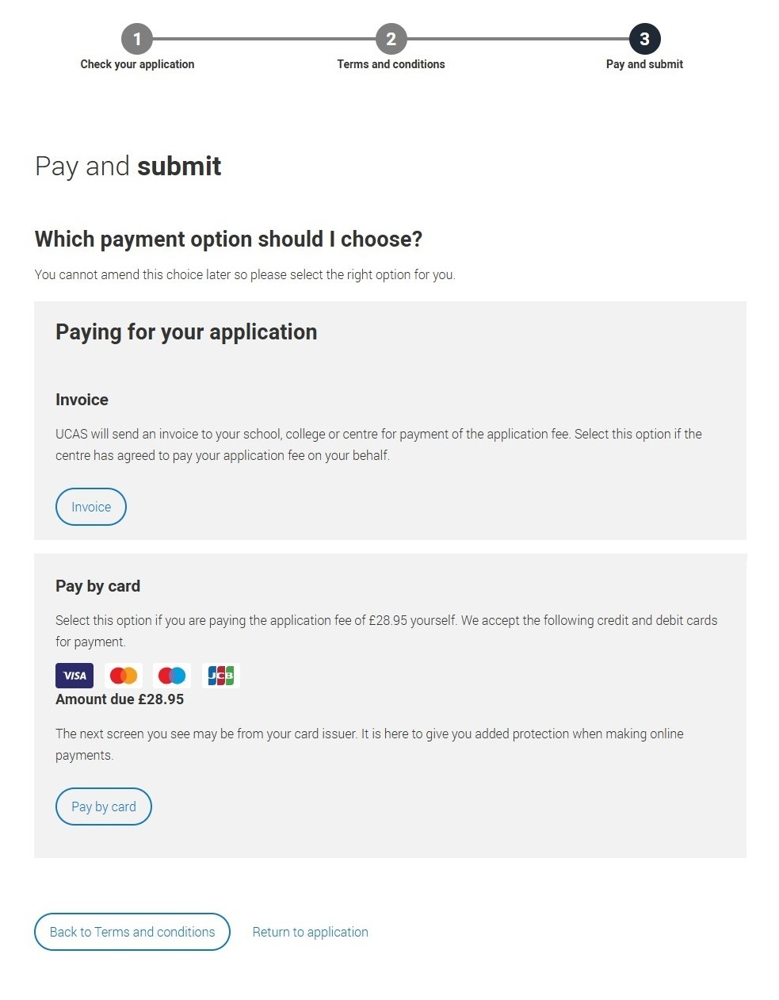 1
2
3
Check your application
Terms and conditions
Pay and submit
Pay and submit
Which payment option should I choose?
You cannot amend this choice later so please select the right option for you.
Paying for your application
Invoice
UCAS will send an invoice to your school, college or centre for payment of the application fee. Select this option if the
centre has agreed to pay your application fee on your behalf.
Invoice
Pay by card
Select this option if you are paying the application fee of £28.95 yourself. We accept the following credit and debit cards
for payment.
VISA
JCB
Amount due £28.95
The next screen you see may be from your card issuer. It is here to give you added protection when making online
payments.
Pay by card
Back to Terms and conditions
Return to application